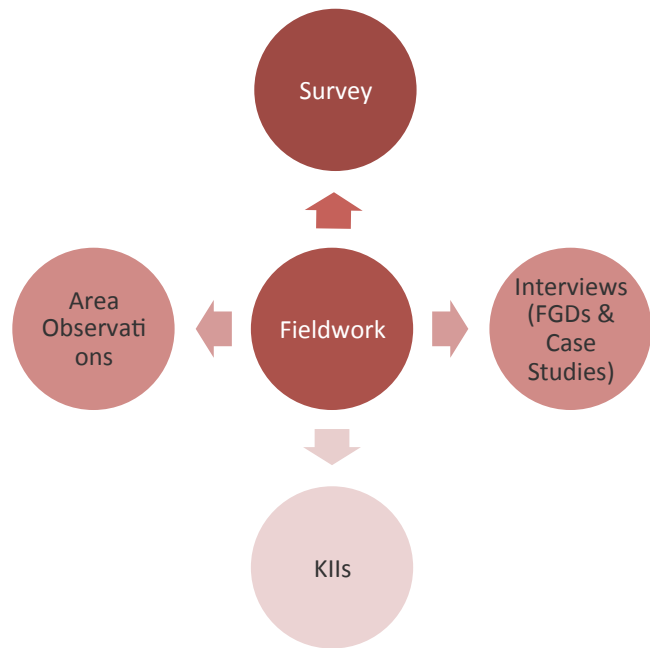 Survey
Area
Observati
ons
Fieldwork
Interviews
(FGDs &
Case
Studies)
KIIs